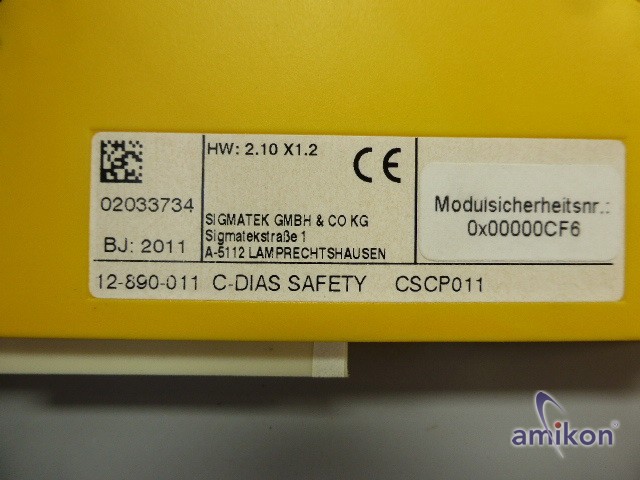 HW: 2.10 X1.2
CE
02033734
BJ: 2011
SIGMATEK GMBH & CO KG
Sigmatekstraße 1
A-5112 LAMPRECHTSHAUSEN
Modulsicherheitsnr.:
0x00000CF6
12-890-011 C-DIAS SAFETY CSCP011
amikon